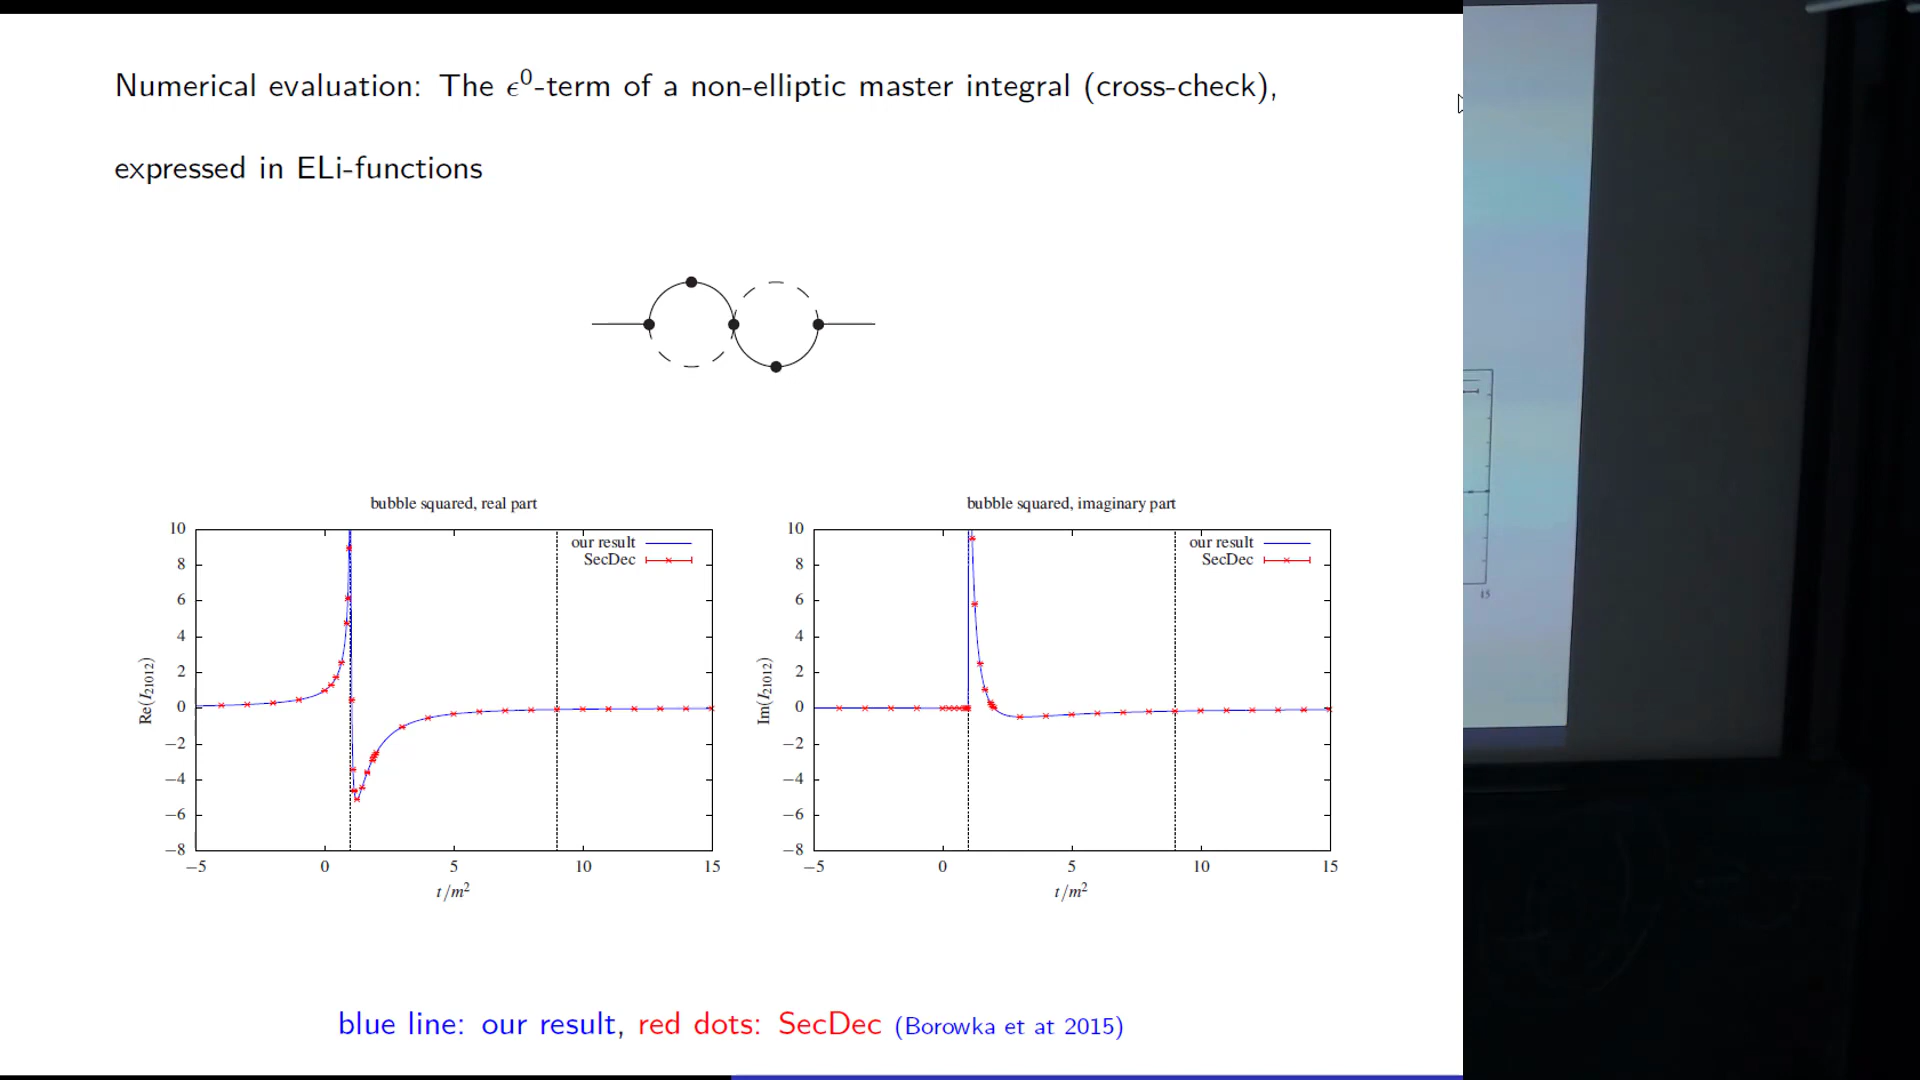 Numerical evaluation: The ϵ⁰-term of a non-elliptic master integral (cross-check),
expressed in ELi-functions
bubble squared, real part
10
8
6
4
2
0
−2
−4
−6
−8
−5
0
5
10
15
Re(I₂₁₀₁₂)
t/m²
our result
SecDec
bubble squared, imaginary part
10
8
6
4
2
0
−2
−4
−6
−8
−5
0
5
10
15
Im(I₂₁₀₁₂)
t/m²
our result
SecDec
15
blue line: our result, red dots: SecDec (Borowka et at 2015)